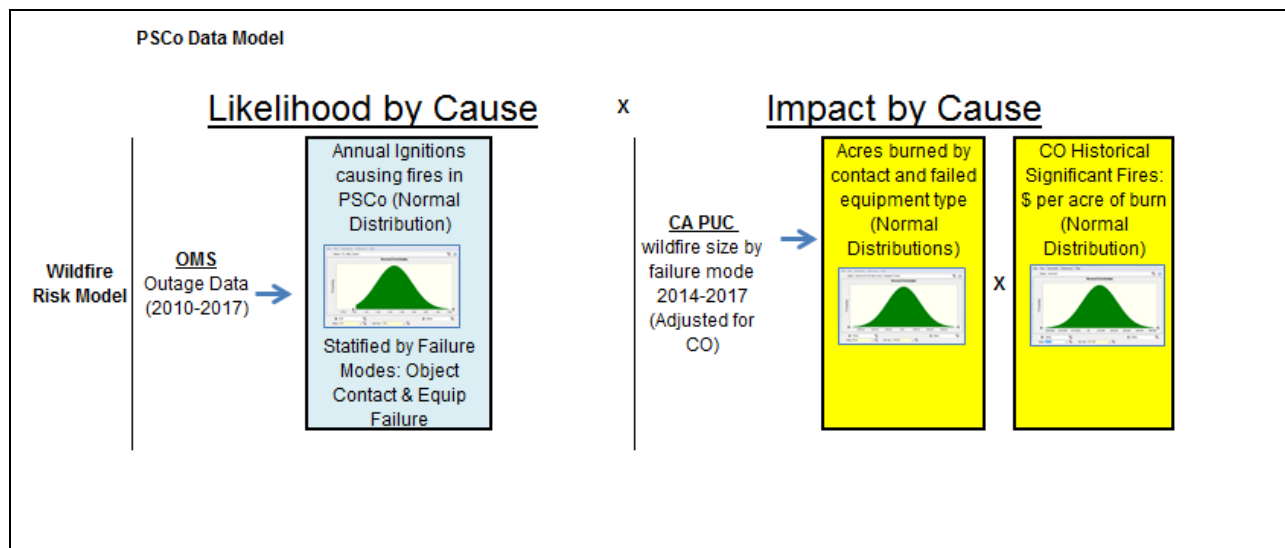 PSCo Data Model
Likelihood by Cause
x
Impact by Cause
Wildfire
Risk Model
OMS
Outage Data
(2010-2017)
Annual Ignitions
causing fires in
PSCo (Normal
Distribution)
Statified by Failure
Modes: Object
Contact & Equip
Failure
CA PUC
wildfire size by
failure mode
2014-2017
(Adjusted for
CO)
Acres burned by
contact and failed
equipment type
(Normal
Distributions)
X
CO Historical
Significant Fires:
$ per acre of burn
(Normal
Distribution)